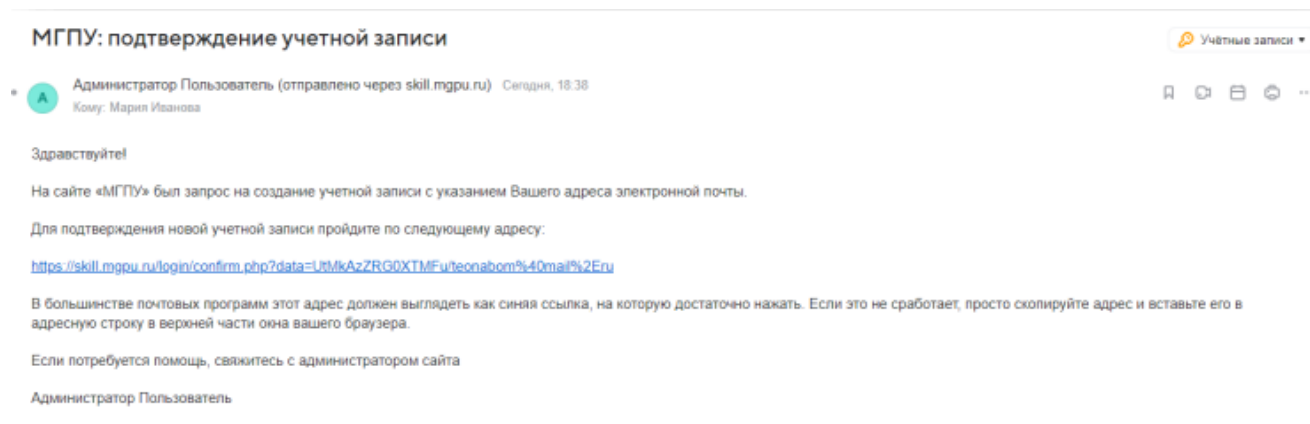 МГПУ: подтверждение учетной записи
Учётные записи
А
Администратор Пользователь (отправлено через skill.mgpu.ru) Сегодня, 18:38
Кому: Мария Иванова
Здравствуйте!
На сайте «МГПУ» был запрос на создание учетной записи с указанием Вашего адреса электронной почты.
Для подтверждения новой учетной записи пройдите по следующему адресу:
https://skill.mgpu.ru/login/confirm.php?data=UtMkAzZRG0XTMFu/teonabom%40mail%2Eru
В большинстве почтовых программ этот адрес должен выглядеть как синяя ссылка, на которую достаточно нажать. Если это не сработает, просто скопируйте адрес и вставьте его в
адресную строку в верхней части окна вашего браузера.
Если потребуется помощь, свяжитесь с администратором сайта
Администратор Пользователь